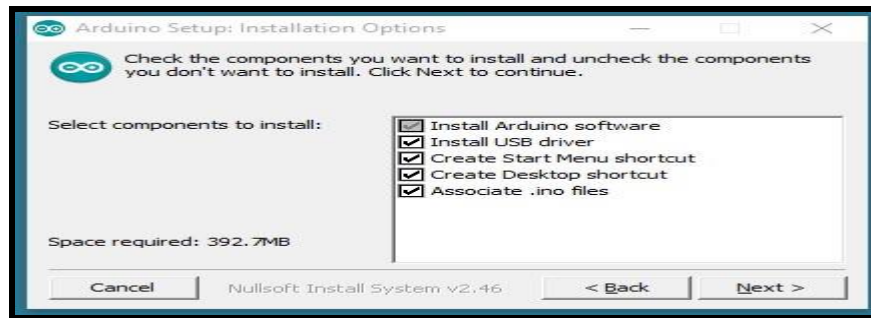 Arduino Setup: Installation Options
Check the components you want to install and uncheck the components
you don't want to install. Click Next to continue.
Select components to install:
Install Arduino software
Install USB driver
Create Start Menu shortcut
Create Desktop shortcut
Associate .ino files
Space required: 392.7MB
Cancel
Nullsoft Install System v2.46
< Back
Next >